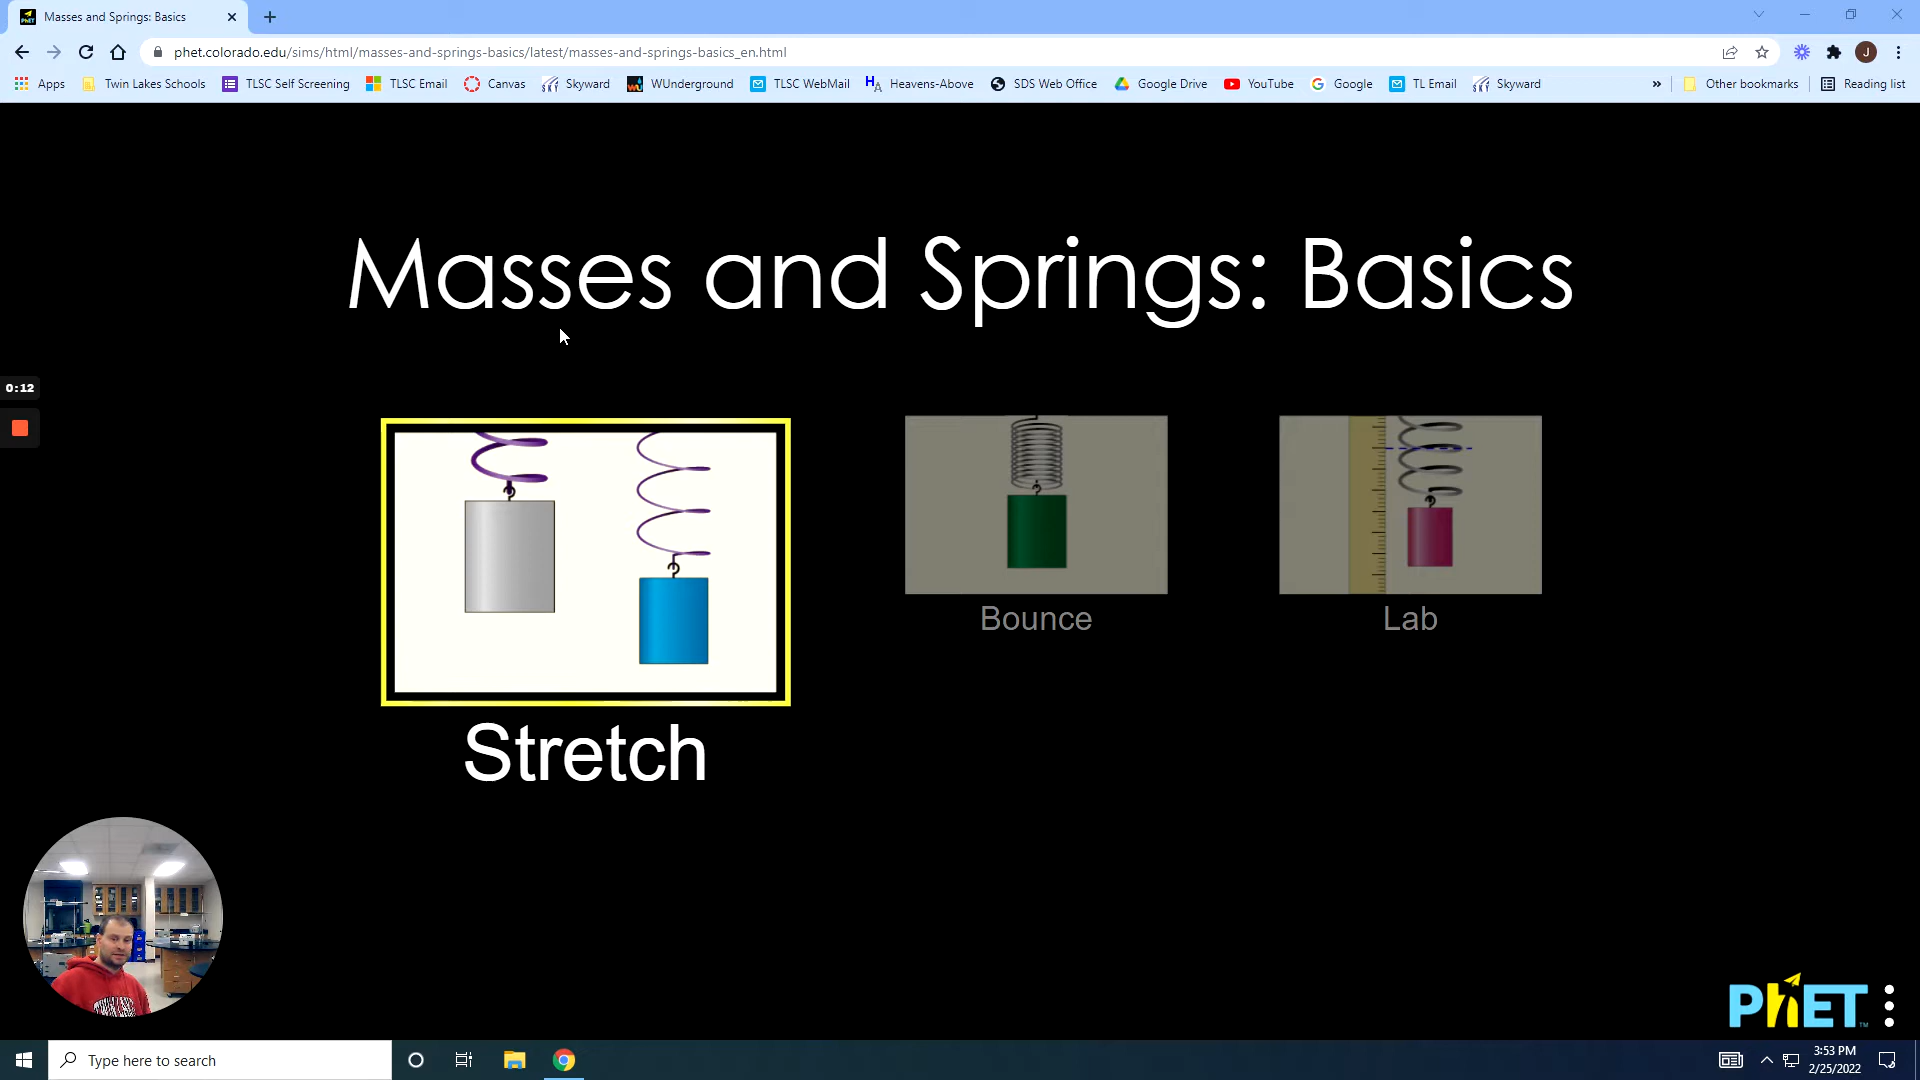 Masses and Springs: Basics
phet.colorado.edu/sims/html/masses-and-springs-basics/latest/masses-and-springs-basics_en.html
J
Apps Twin Lakes Schools TLSC Self Screening TLSC Email Canvas Skyward WUnderground TLSC WebMail Heavens-Above SDS Web Office Google Drive YouTube Google TL Email Skyward » Other bookmarks Reading list
Masses and Springs: Basics
0:12
Stretch
Bounce
Lab
PhET
Type here to search
3:53 PM
2/25/2022